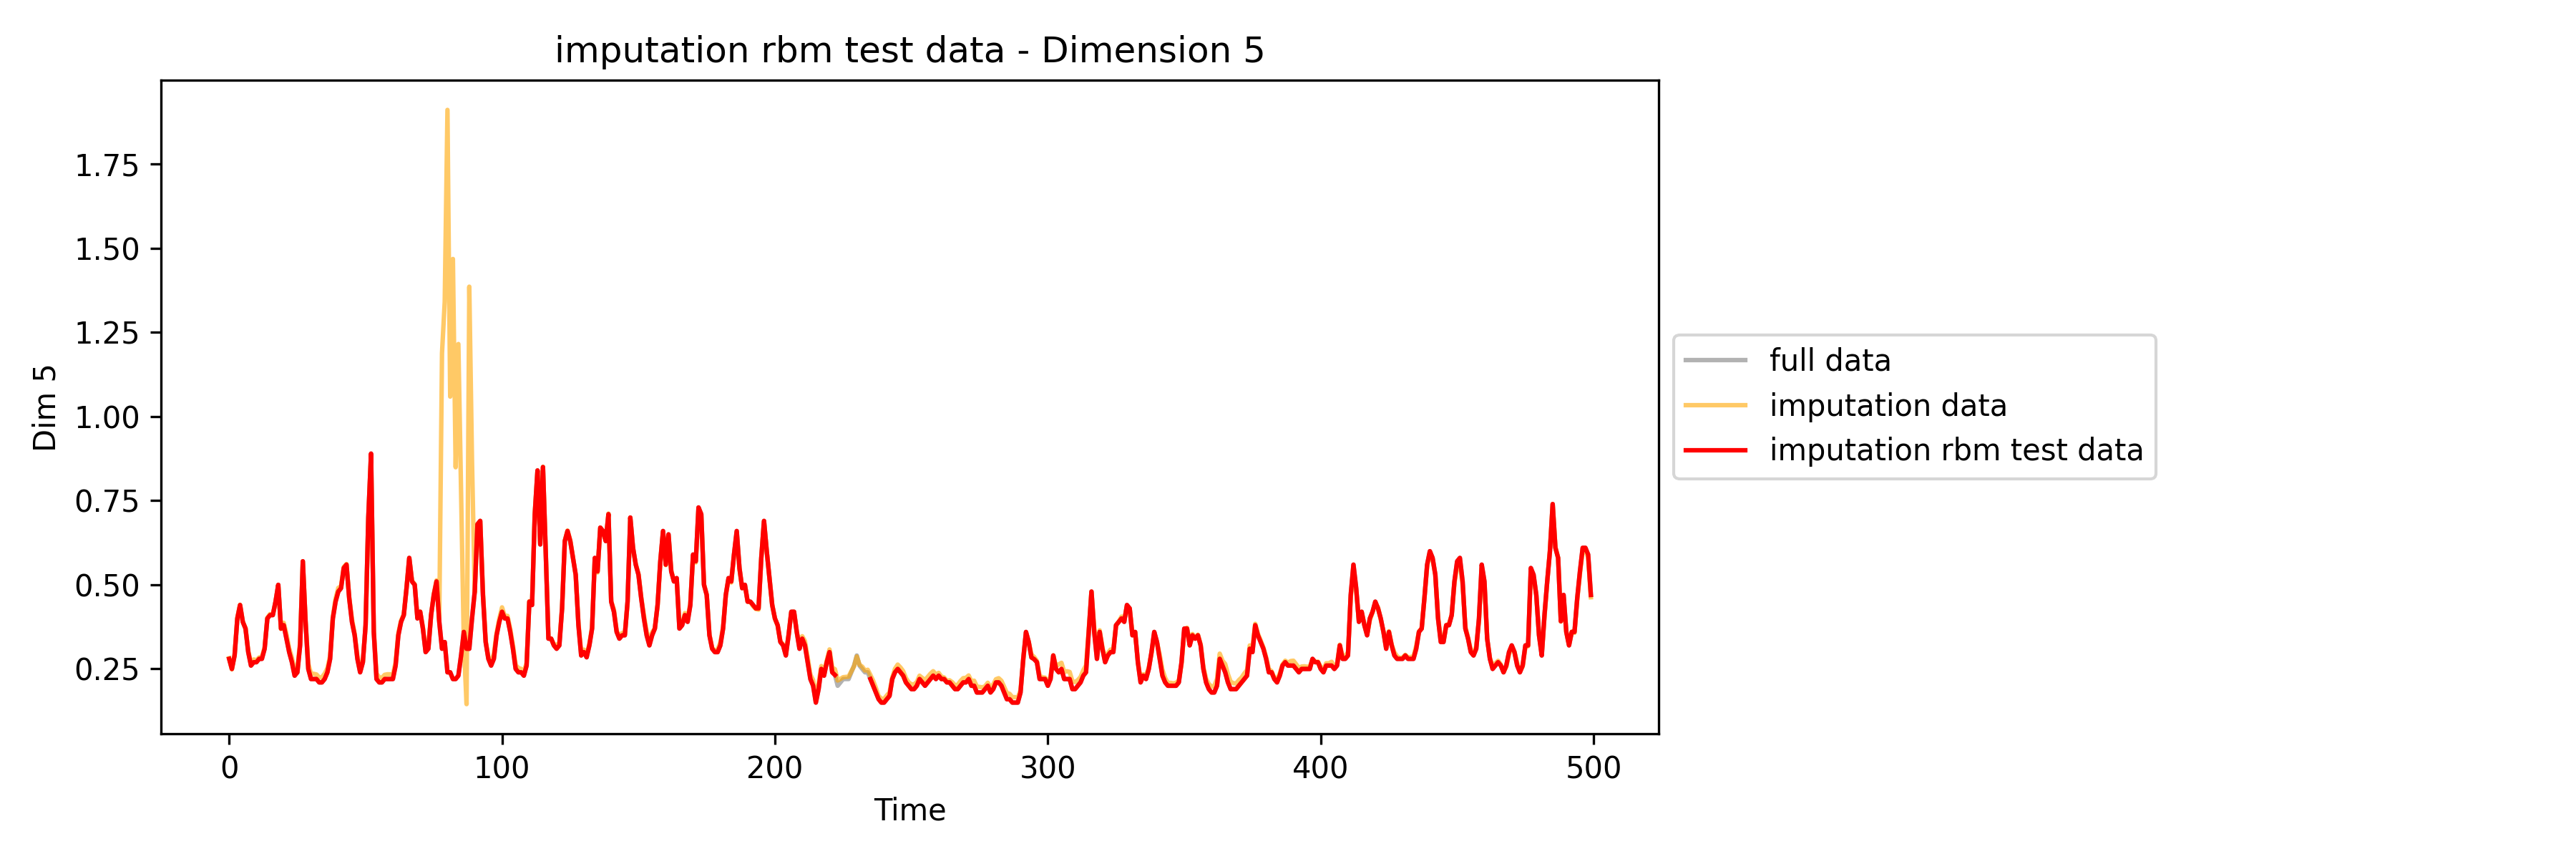 imputation rbm test data - Dimension 5
1.75
1.50
1.25
1.00
0.75
0.50
0.25
Dim 5
0
100
200
300
400
500
Time
full data
imputation data
imputation rbm test data